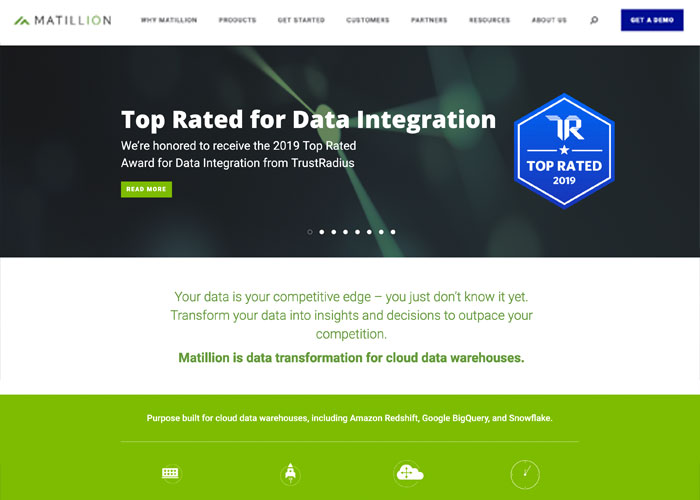 MATILLION
WHY MATILLION
PRODUCTS
GET STARTED
CUSTOMERS
PARTNERS
RESOURCES
ABOUT US
GET A DEMO
Top Rated for Data Integration
We're honored to receive the 2019 Top Rated
Award for Data Integration from TrustRadius
READ MORE
TR
TOP RATED
2019
Your data is your competitive edge – you just don't know it yet.
Transform your data into insights and decisions to outpace your
competition.
Matillion is data transformation for cloud data warehouses.
Purpose built for cloud data warehouses, including Amazon Redshift, Google BigQuery, and Snowflake.